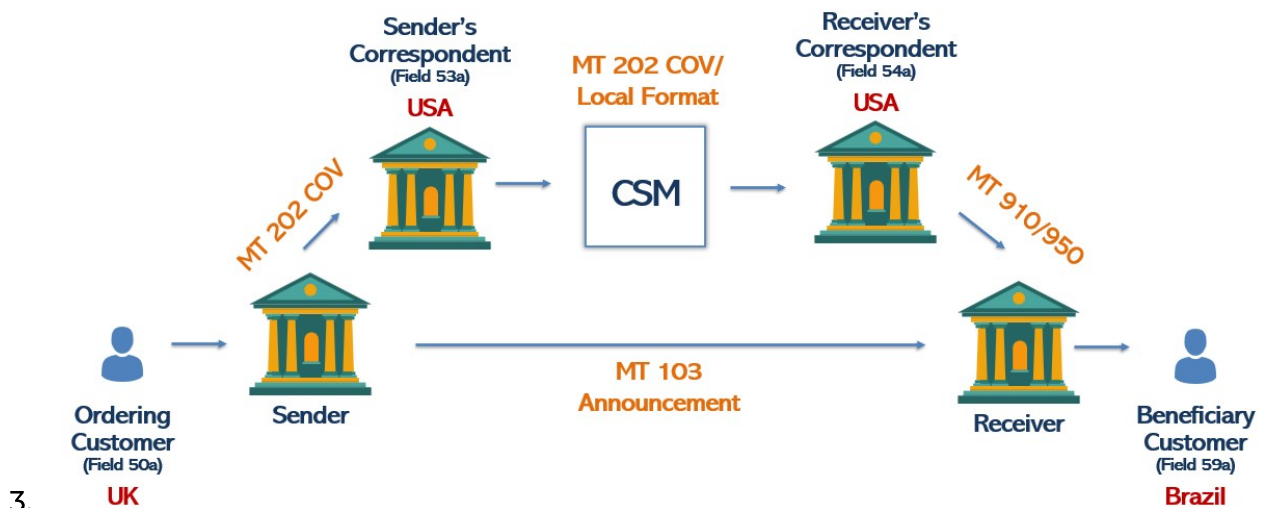 Sender's
Correspondent
(Field 53a)
USA
MT 202 COV/
Local Format
Receiver's
Correspondent
(Field 54a)
USA
CSM
MT 202 COV
MT 910/950
MT 103
Announcement
Sender
Receiver
Ordering
Customer
(Field 50a)
UK
Beneficiary
Customer
(Field 59a)
Brazil
3.